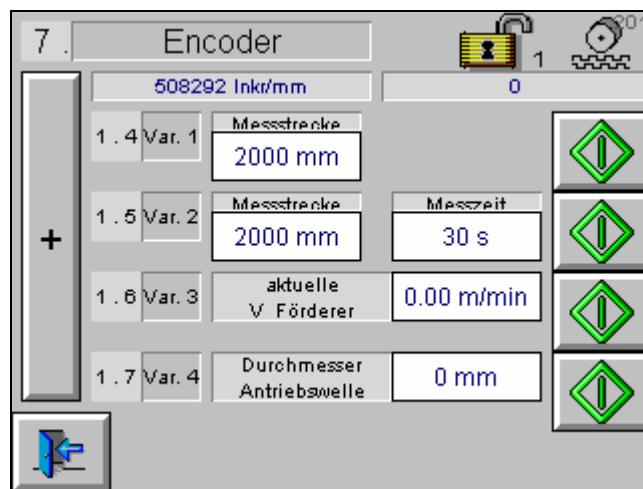 7 . Encoder 1 201
508292 Inkr/mm 0
1 . 4 Var. 1 Messstrecke
2000 mm
1 . 5 Var. 2 Messstrecke Messzeit
2000 mm 30 s
+
1 . 6 Var. 3 aktuelle
V Förderer 0.00 m/min
1 . 7 Var. 4 Durchmesser
Antriebswelle 0 mm